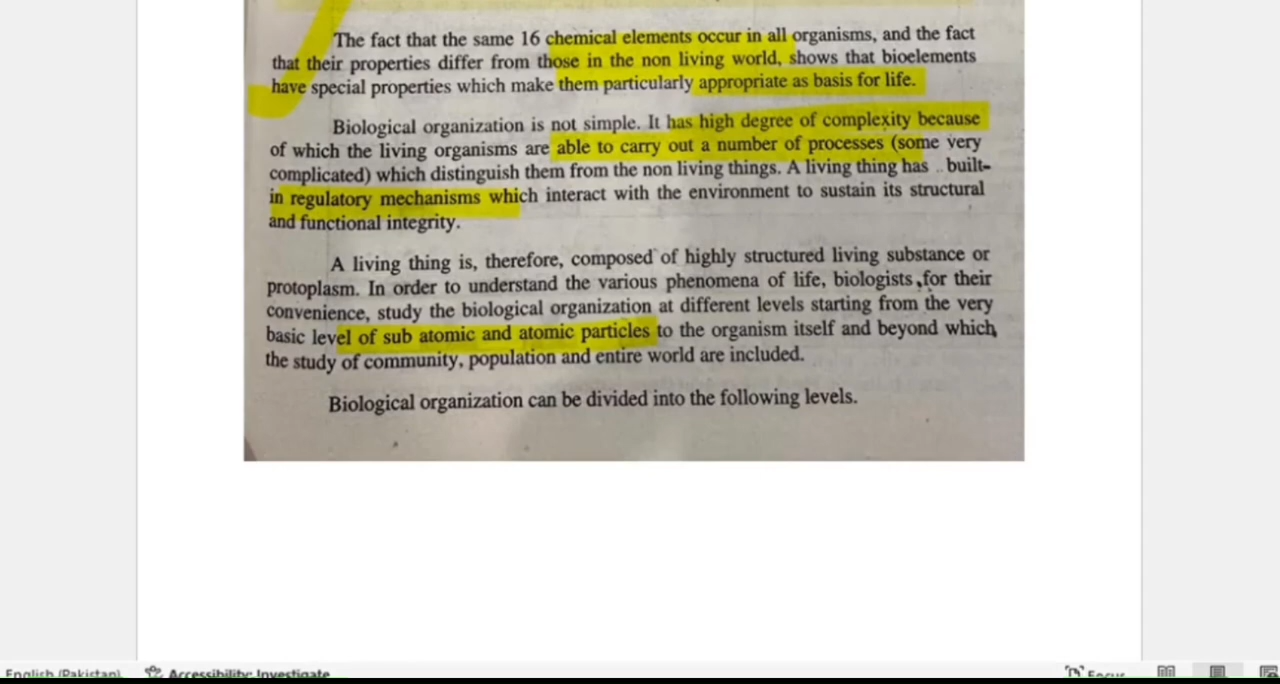 The fact that the same 16 chemical elements occur in all organisms, and the fact
that their properties differ from those in the non living world, shows that bioelements
have special properties which make them particularly appropriate as basis for life.
Biological organization is not simple. It has high degree of complexity because
of which the living organisms are able to carry out a number of processes (some very
complicated) which distinguish them from the non living things. A living thing has .. built-
in regulatory mechanisms which interact with the environment to sustain its structural
and functional integrity.
A living thing is, therefore, composed of highly structured living substance or
protoplasm. In order to understand the various phenomena of life, biologists ,for their
convenience, study the biological organization at different levels starting from the very
basic level of sub atomic and atomic particles to the organism itself and beyond which
the study of community, population and entire world are included.
Biological organization can be divided into the following levels.
English (Pakistan) Accessibility: Investigate Focus